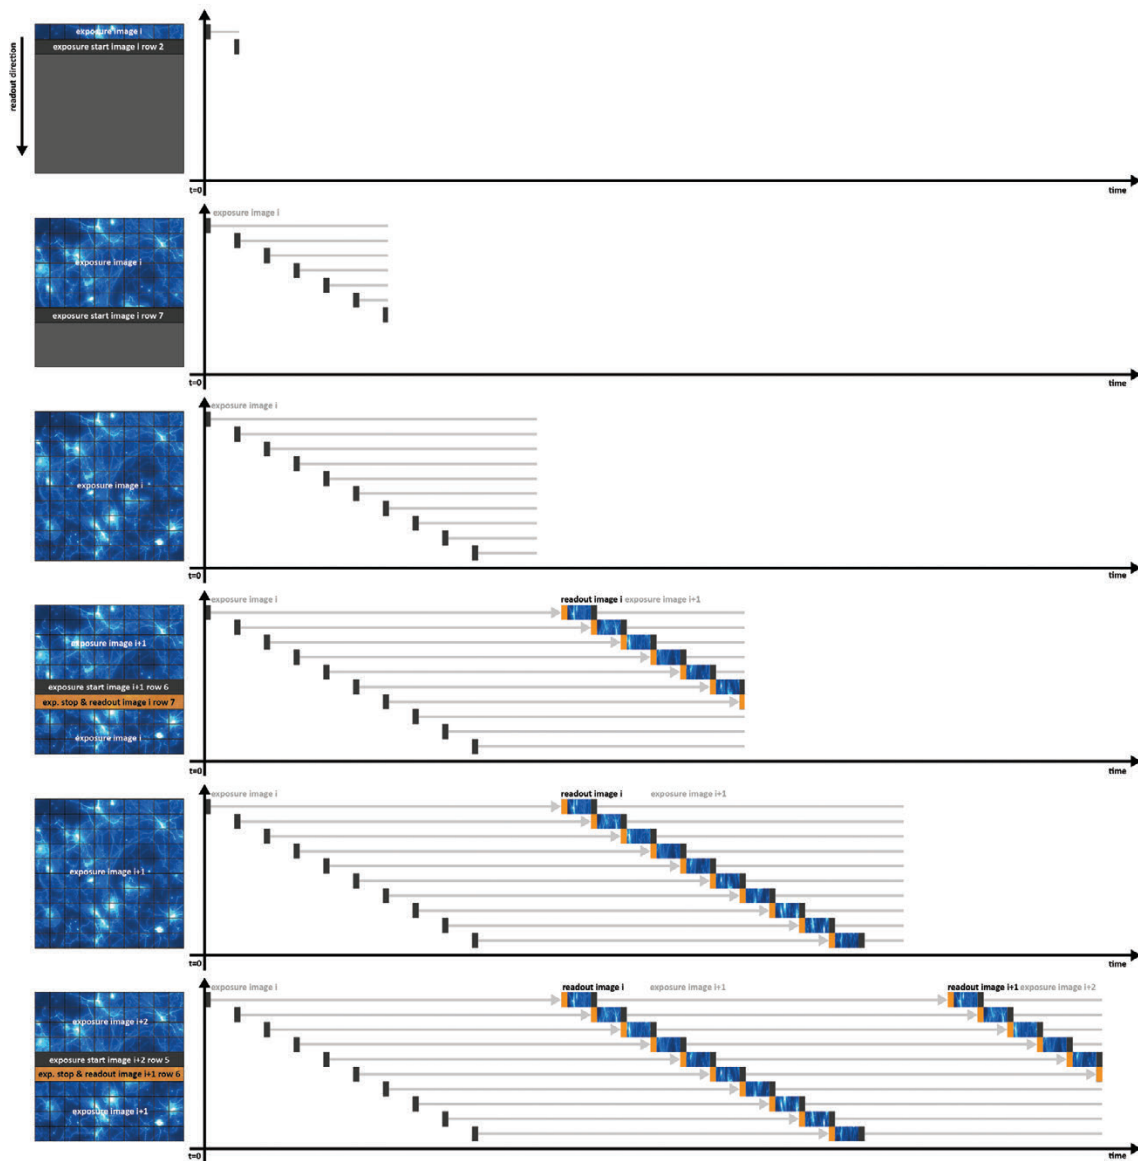 exposure image i
exposure start image i row 2
readout direction
t=0
time
exposure image i
exposure image i
exposure start image i row 7
t=0
time
exposure image i
exposure image i
t=0
time
exposure image i
readout image i
exposure image i+1
exposure image i+1
exposure start image i+1 row 6
exp. stop & readout image i row 7
exposure image i
t=0
time
exposure image i
readout image i
exposure image i+1
exposure image i+1
t=0
time
exposure image i
readout image i
exposure image i+1
readout image i+1
exposure image i+2
exposure image i+2
exposure start image i+2 row 5
exp. stop & readout image i+1 row 6
exposure image i+1
t=0
time